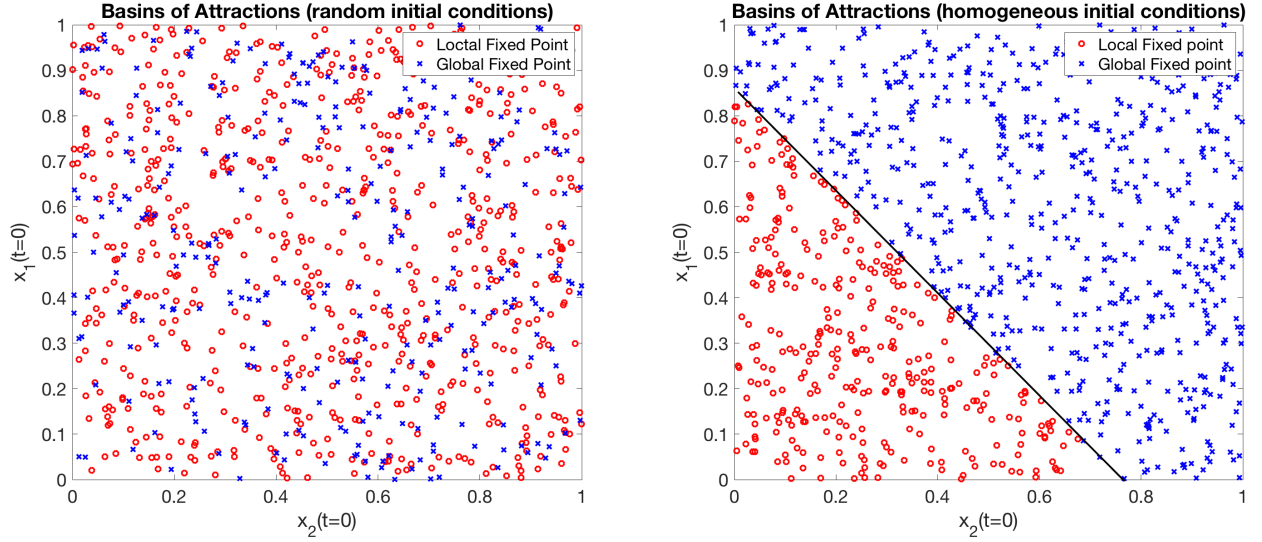 Basins of Attractions (random initial conditions)
Loctal Fixed Point
Global Fixed Point
1
0.9
0.8
0.7
0.6
0.5
0.4
0.3
0.2
0.1
0
x1(t=0)
0 0.2 0.4 0.6 0.8 1
x2(t=0)
Basins of Attractions (homogeneous initial conditions)
Local Fixed point
Global Fixed point
1
0.9
0.8
0.7
0.6
0.5
0.4
0.3
0.2
0.1
0
x1(t=0)
0 0.2 0.4 0.6 0.8 1
x2(t=0)